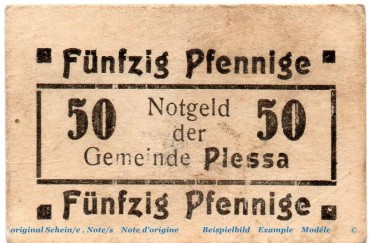 Fünfzig Pfennige
50 Notgeld 50
der
Gemeinde Plessa
Fünfzig Pfennige
original Schein/e , Note/s Note d'origine Beispielbild Example Modèle ©